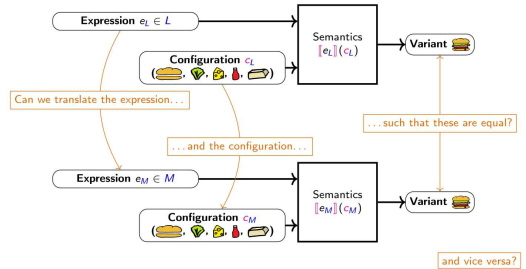 Expression e_L ∈ L
Semantics
⟦e_L⟧(c_L)
Variant
Configuration c_L
( , , , , )
Can we translate the expression...
...and the configuration...
...such that these are equal?
Expression e_M ∈ M
Semantics
⟦e_M⟧(c_M)
Variant
Configuration c_M
( , , , , )
and vice versa?